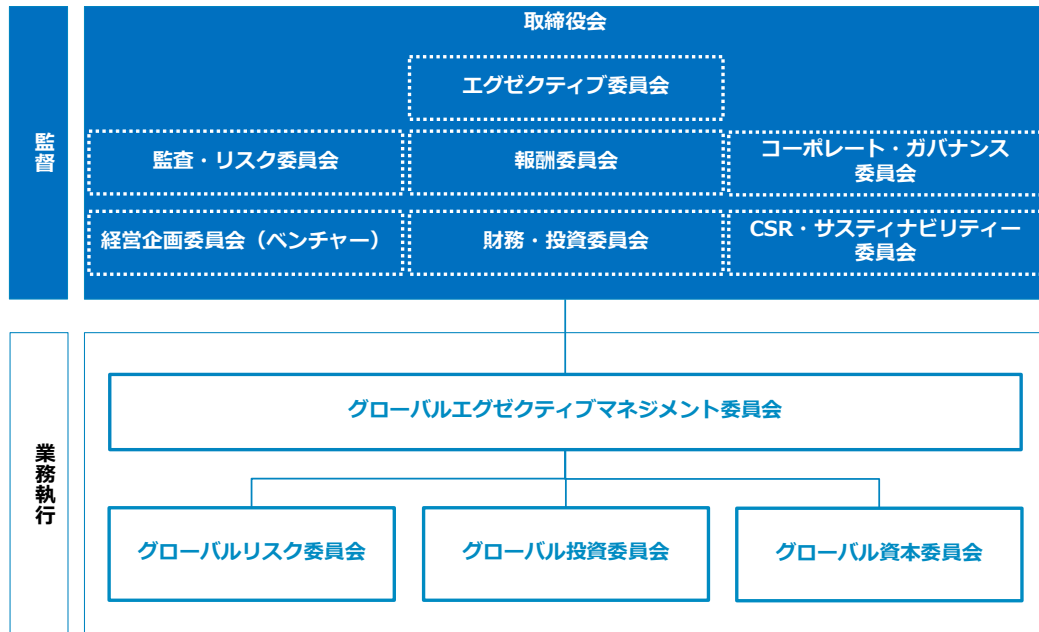 取締役会
監督
エグゼクティブ委員会
監査・リスク委員会
報酬委員会
コーポレート・ガバナンス
委員会
経営企画委員会（ベンチャー）
財務・投資委員会
CSR・サスティナビリティー
委員会
業務執行
グローバルエグゼクティブマネジメント委員会
グローバルリスク委員会
グローバル投資委員会
グローバル資本委員会